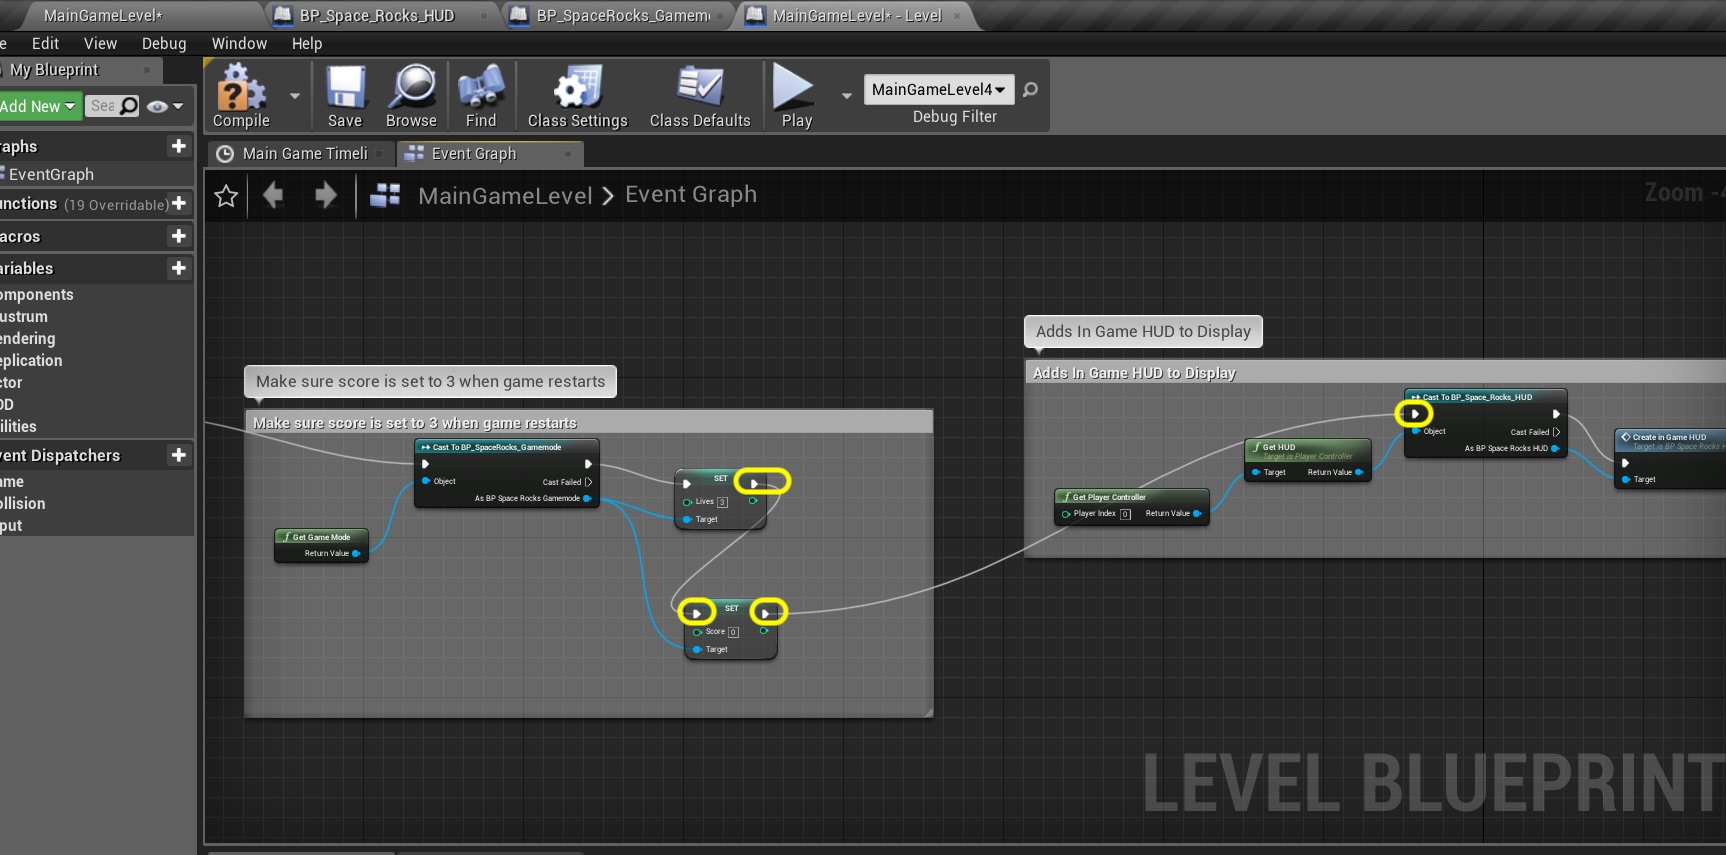 MainGameLevel*
BP_Space_Rocks_HUD
BP_SpaceRocks_Gamem
MainGameLevel* - Level
e Edit View Debug Window Help
My Blueprint
Add New
Sea
Compile
Save
Browse
Find
Class Settings
Class Defaults
Play
MainGameLevel4
Debug Filter
raphs
EventGraph
unctions (19 Overridable)
acros
ariables
omponents
ustrum
endering
eplication
ctor
OD
ilities
vent Dispatchers
ame
ollision
put
Main Game Timeli
Event Graph
MainGameLevel > Event Graph
Zoom -4
Make sure score is set to 3 when game restarts
Make sure score is set to 3 when game restarts
Cast To BP_SpaceRocks_Gamemode
Object
Cast Failed
As BP Space Rocks Gamemode
Get Game Mode
Return Value
SET
Lives 3
Target
SET
Score 0
Target
Adds In Game HUD to Display
Adds In Game HUD to Display
Get Player Controller
Player Index 0 Return Value
Get HUD
Target is Player Controller
Target Return Value
Cast To BP_Space_Rocks_HUD
Object
Cast Failed
As BP Space Rocks HUD
Create in Game HUD
Target is BP Space Rocks H
Target
LEVEL BLUEPRINT